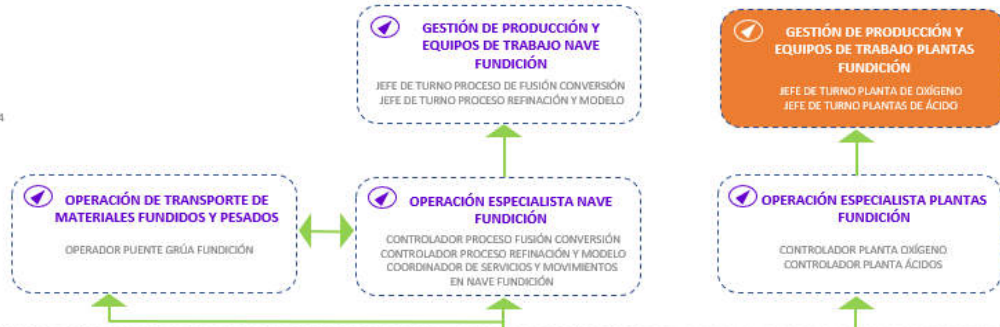 GESTIÓN DE PRODUCCIÓN Y
EQUIPOS DE TRABAJO NAVE
FUNDICIÓN
JEFE DE TURNO PROCESO DE FUSIÓN CONVERSIÓN
JEFE DE TURNO PROCESO REFINACIÓN Y MODELO
GESTIÓN DE PRODUCCIÓN Y
EQUIPOS DE TRABAJO PLANTAS
FUNDICIÓN
JEFE DE TURNO PLANTA DE OXÍGENO
JEFE DE TURNO PLANTAS DE ÁCIDO
4
OPERACIÓN DE TRANSPORTE DE
MATERIALES FUNDIDOS Y PESADOS
OPERADOR PUENTE GRÚA FUNDICIÓN
OPERACIÓN ESPECIALISTA NAVE
FUNDICIÓN
CONTROLADOR PROCESO FUSIÓN CONVERSIÓN
CONTROLADOR PROCESO REFINACIÓN Y MODELO
COORDINADOR DE SERVICIOS Y MOVIMIENTOS
EN NAVE FUNDICIÓN
OPERACIÓN ESPECIALISTA PLANTAS
FUNDICIÓN
CONTROLADOR PLANTA OXÍGENO
CONTROLADOR PLANTA ÁCIDOS